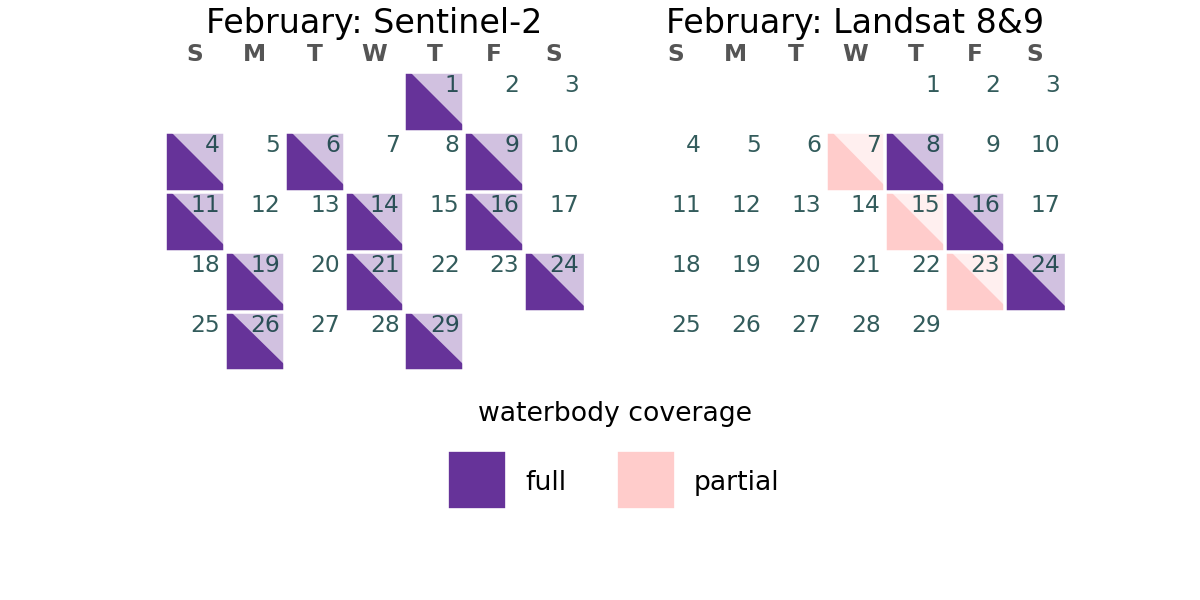 February: Sentinel-2
S M T W T F S
1 2 3
4 5 6 7 8 9 10
11 12 13 14 15 16 17
18 19 20 21 22 23 24
25 26 27 28 29
February: Landsat 8&9
S M T W T F S
1 2 3
4 5 6 7 8 9 10
11 12 13 14 15 16 17
18 19 20 21 22 23 24
25 26 27 28 29
waterbody coverage
full partial